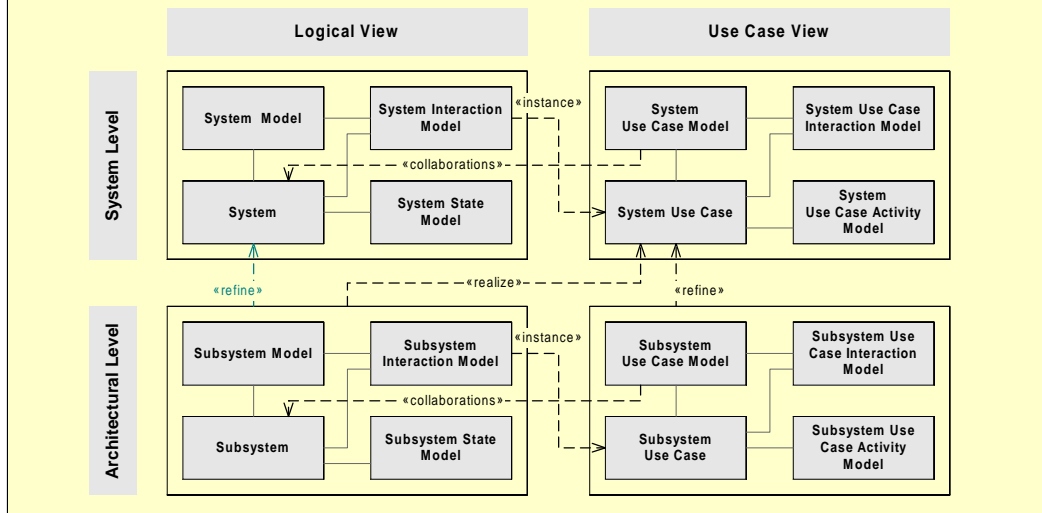 Logical View
Use Case View
System Level
System Model
System Interaction
Model
«instance»
System
Use Case Model
System Use Case
Interaction Model
«collaborations»
System
System State
Model
System Use Case
System
Use Case Activity
Model
«refine»
«realize»
«refine»
Architectural Level
Subsystem Model
Subsystem
Interaction Model
«instance»
Subsystem
Use Case Model
Subsystem Use
Case Interaction
Model
«collaborations»
Subsystem
Subsystem State
Model
Subsystem
Use Case
Subsystem Use
Case Activity
Model